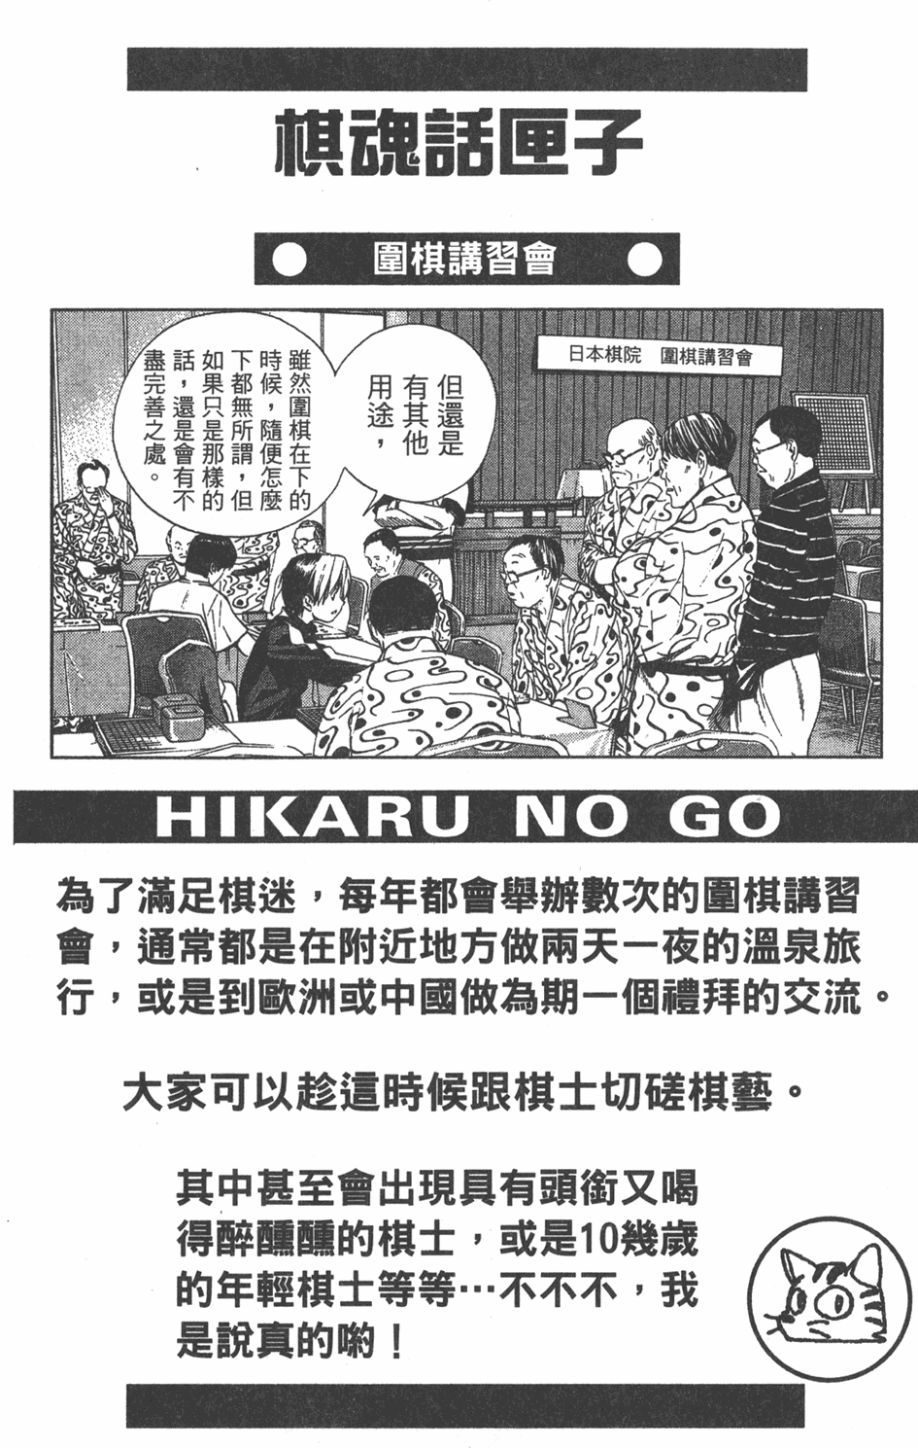 棋魂話匣子
圍棋講習會
日本棋院　圍棋講習會
但還是
有其他
用途，
雖然圍棋在下的
時候，隨便怎麼
下都無所謂，但
如果只是那樣的
話，還是會有不
盡完善之處。
HIKARU NO GO
為了滿足棋迷，每年都會舉辦數次的圍棋講習
會，通常都是在附近地方做兩天一夜的溫泉旅
行，或是到歐洲或中國做為期一個禮拜的交流。
大家可以趁這時候跟棋士切磋棋藝。
其中甚至會出現具有頭銜又喝
得醉醺醺的棋士，或是10幾歲
的年輕棋士等等⋯不不不，我
是說真的喲！